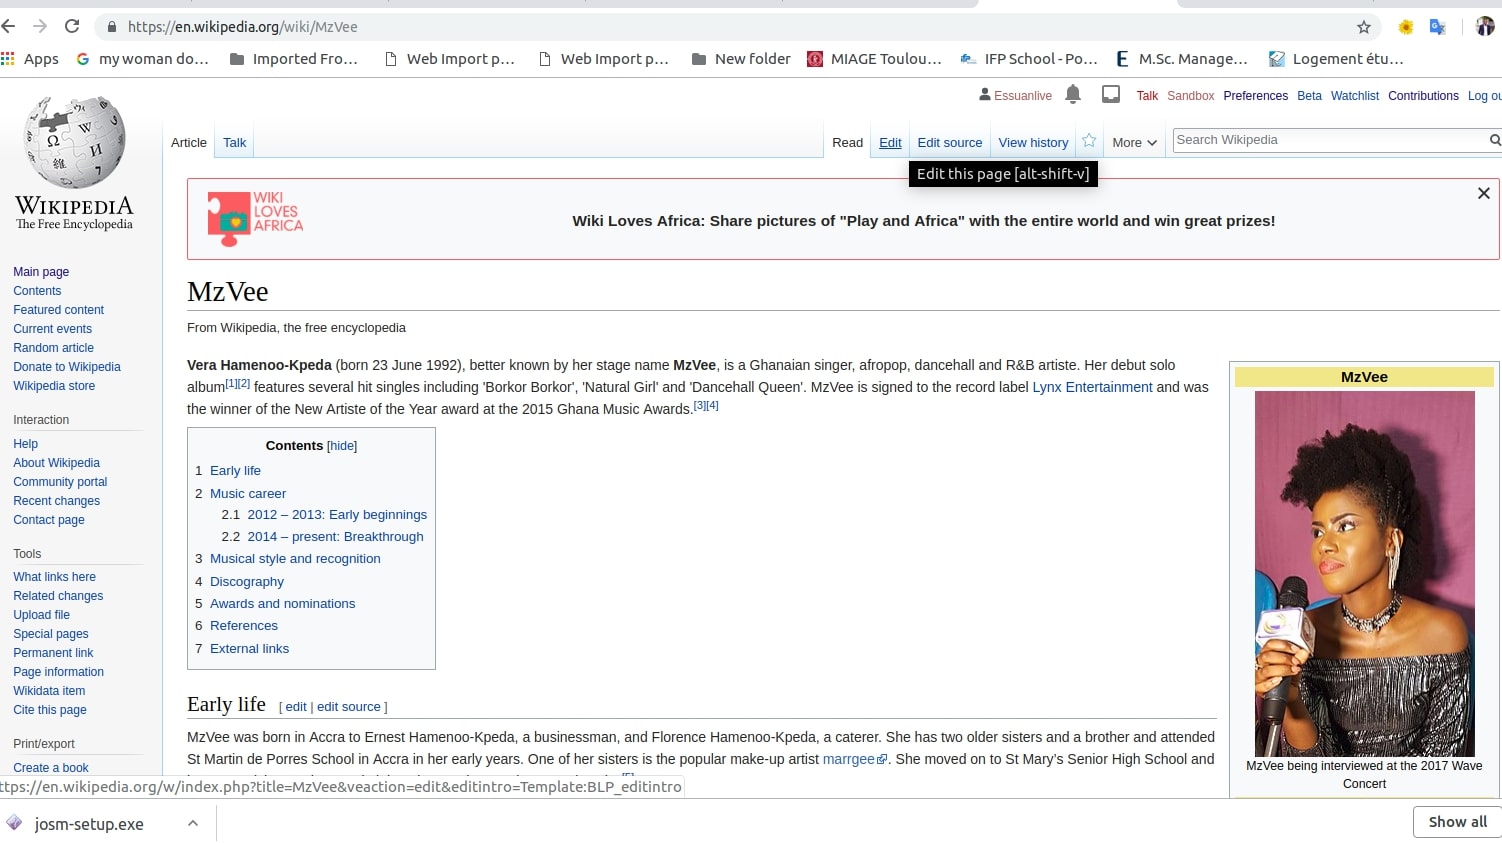 https://en.wikipedia.org/wiki/MzVee
Apps
my woman do...
Imported Fro...
Web Import p...
Web Import p...
New folder
MIAGE Toulou...
IFP School - Po...
M.Sc. Manage...
Logement étu...
Essuanlive
Talk
Sandbox
Preferences
Beta
Watchlist
Contributions
Log ou
WIKIPEDIA
The Free Encyclopedia
Article
Talk
Read
Edit
Edit source
View history
More
Search Wikipedia
Edit this page [alt-shift-v]
WIKI
LOVES
AFRICA
Wiki Loves Africa: Share pictures of "Play and Africa" with the entire world and win great prizes!
Main page
Contents
Featured content
Current events
Random article
Donate to Wikipedia
Wikipedia store
Interaction
Help
About Wikipedia
Community portal
Recent changes
Contact page
Tools
What links here
Related changes
Upload file
Special pages
Permanent link
Page information
Wikidata item
Cite this page
Print/export
Create a book
MzVee
From Wikipedia, the free encyclopedia
Vera Hamenoo-Kpeda (born 23 June 1992), better known by her stage name MzVee, is a Ghanaian singer, afropop, dancehall and R&B artiste. Her debut solo
album[1][2] features several hit singles including 'Borkor Borkor', 'Natural Girl' and 'Dancehall Queen'. MzVee is signed to the record label Lynx Entertainment and was
the winner of the New Artiste of the Year award at the 2015 Ghana Music Awards.[3][4]
Contents [hide]
1 Early life
2 Music career
2.1 2012 – 2013: Early beginnings
2.2 2014 – present: Breakthrough
3 Musical style and recognition
4 Discography
5 Awards and nominations
6 References
7 External links
Early life [ edit | edit source ]
MzVee was born in Accra to Ernest Hamenoo-Kpeda, a businessman, and Florence Hamenoo-Kpeda, a caterer. She has two older sisters and a brother and attended
St Martin de Porres School in Accra in her early years. One of her sisters is the popular make-up artist marrgee. She moved on to St Mary's Senior High School and
MzVee
MzVee being interviewed at the 2017 Wave
Concert
ttps://en.wikipedia.org/w/index.php?title=MzVee&veaction=edit&editintro=Template:BLP_editintro
josm-setup.exe
Show all